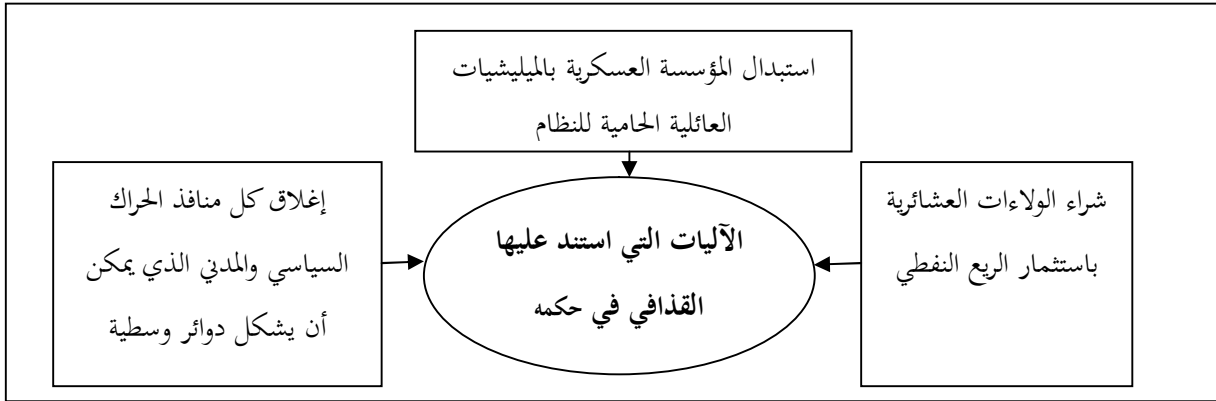 استبدال المؤسسة العسكرية بالميليشيات
العائلية الحامية للنظام
شراء الولاءات العشائرية
باستثمار الريع النفطي
الآليات التي استند عليها
القذافي في حكمه
إغلاق كل منافذ الحراك
السياسي والمدني الذي يمكن
أن يشكل دوائر وسطية